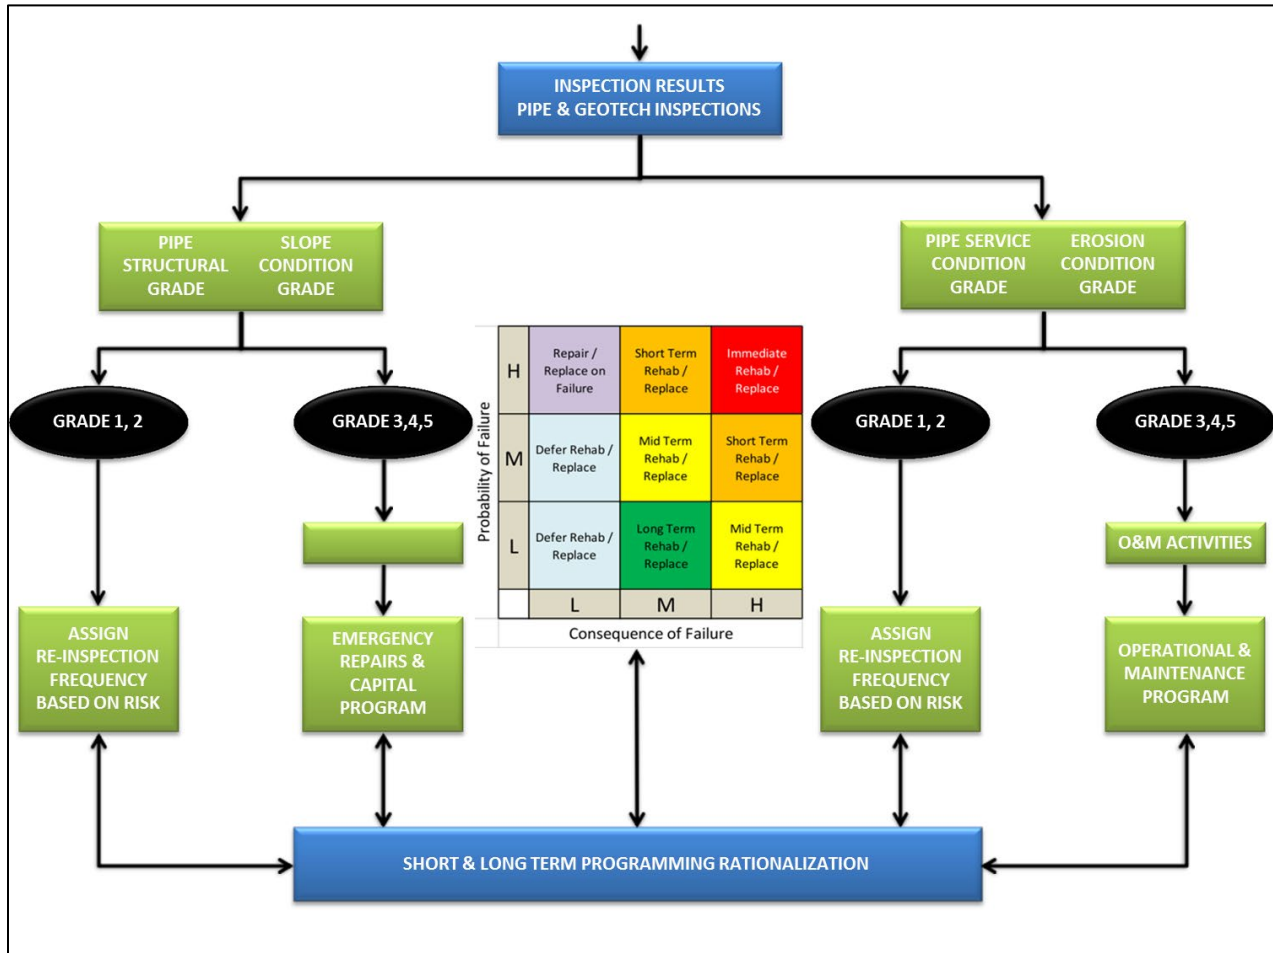 INSPECTION RESULTS
PIPE & GEOTECH INSPECTIONS
PIPE
STRUCTURAL
GRADE
SLOPE
CONDITION
GRADE
PIPE SERVICE
CONDITION
GRADE
EROSION
CONDITION
GRADE
GRADE 1, 2
GRADE 3,4,5
Probability of Failure
H
Repair /
Replace on
Failure
Short Term
Rehab /
Replace
Immediate
Rehab /
Replace
M
Defer Rehab /
Replace
Mid Term
Rehab /
Replace
Short Term
Rehab /
Replace
L
Defer Rehab /
Replace
Long Term
Rehab /
Replace
Mid Term
Rehab /
Replace
L
M
H
Consequence of Failure
GRADE 1, 2
GRADE 3,4,5
O&M ACTIVITIES
ASSIGN
RE-INSPECTION
FREQUENCY
BASED ON RISK
EMERGENCY
REPAIRS &
CAPITAL
PROGRAM
ASSIGN
RE-INSPECTION
FREQUENCY
BASED ON RISK
OPERATIONAL &
MAINTENANCE
PROGRAM
SHORT & LONG TERM PROGRAMMING RATIONALIZATION